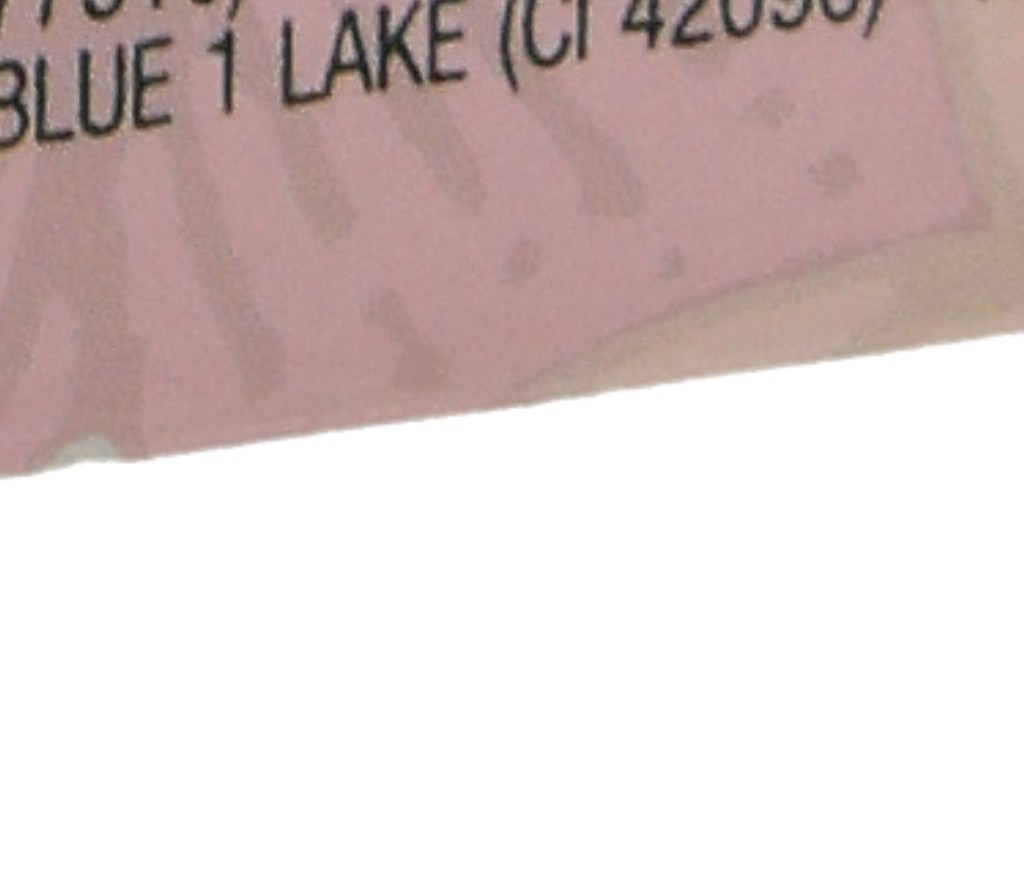 BLUE 1 LAKE (CI 42090)